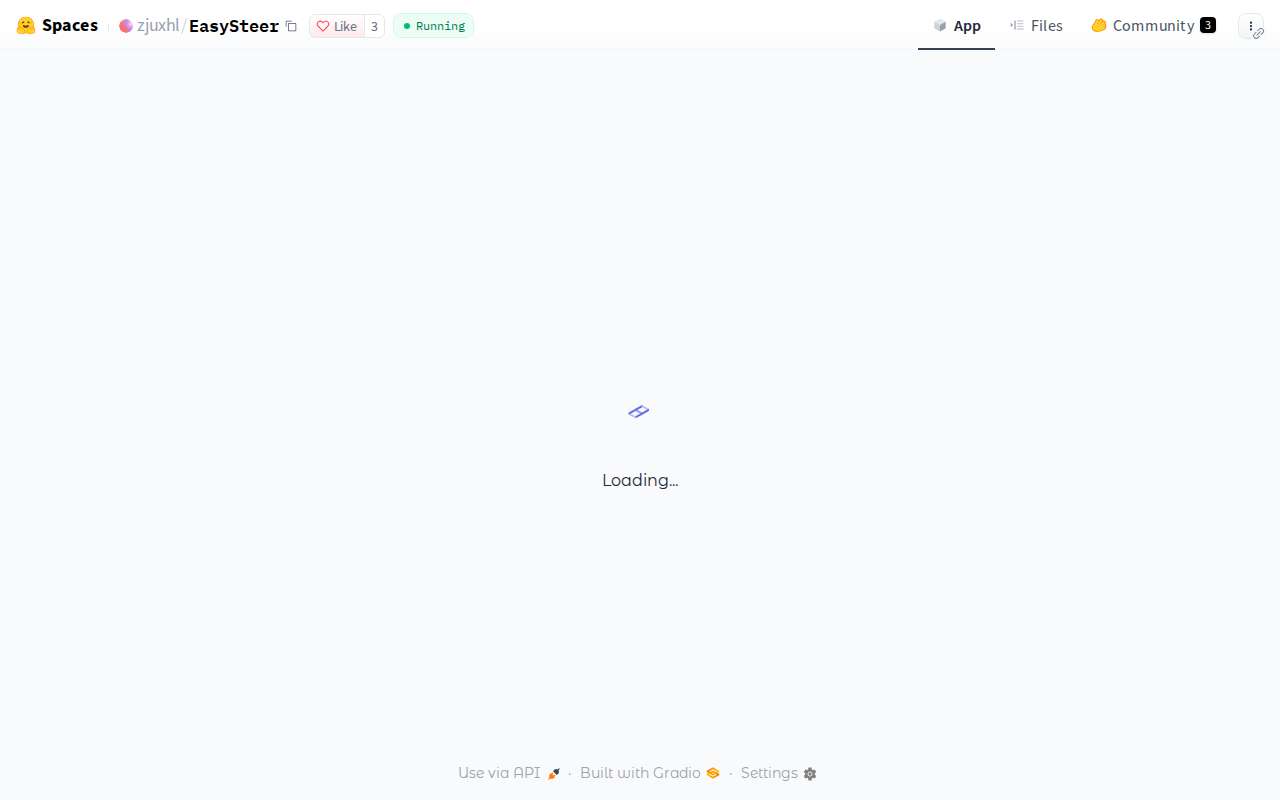 Spaces zjuxhl/EasySteer Like 3 Running App Files Community 3
Loading...
Use via API · Built with Gradio · Settings